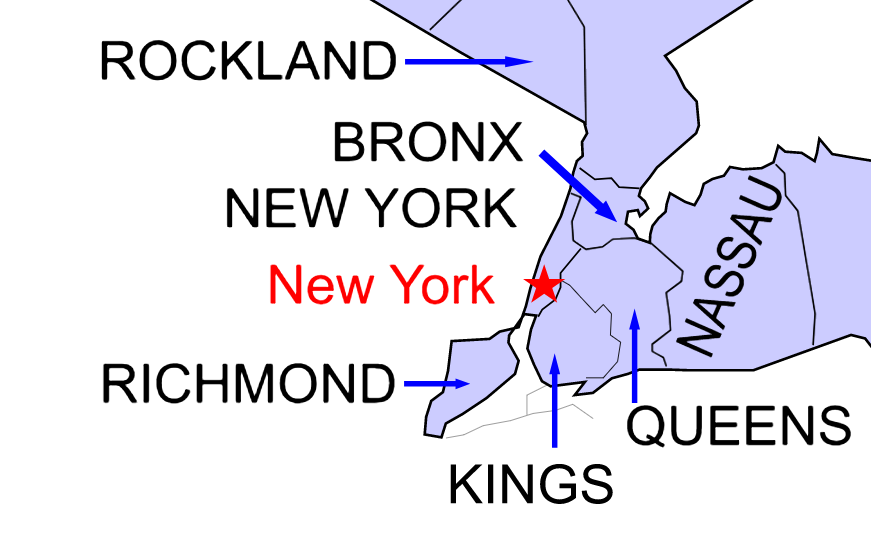 ROCKLAND
BRONX
NEW YORK
NASSAU
New York
RICHMOND
QUEENS
KINGS